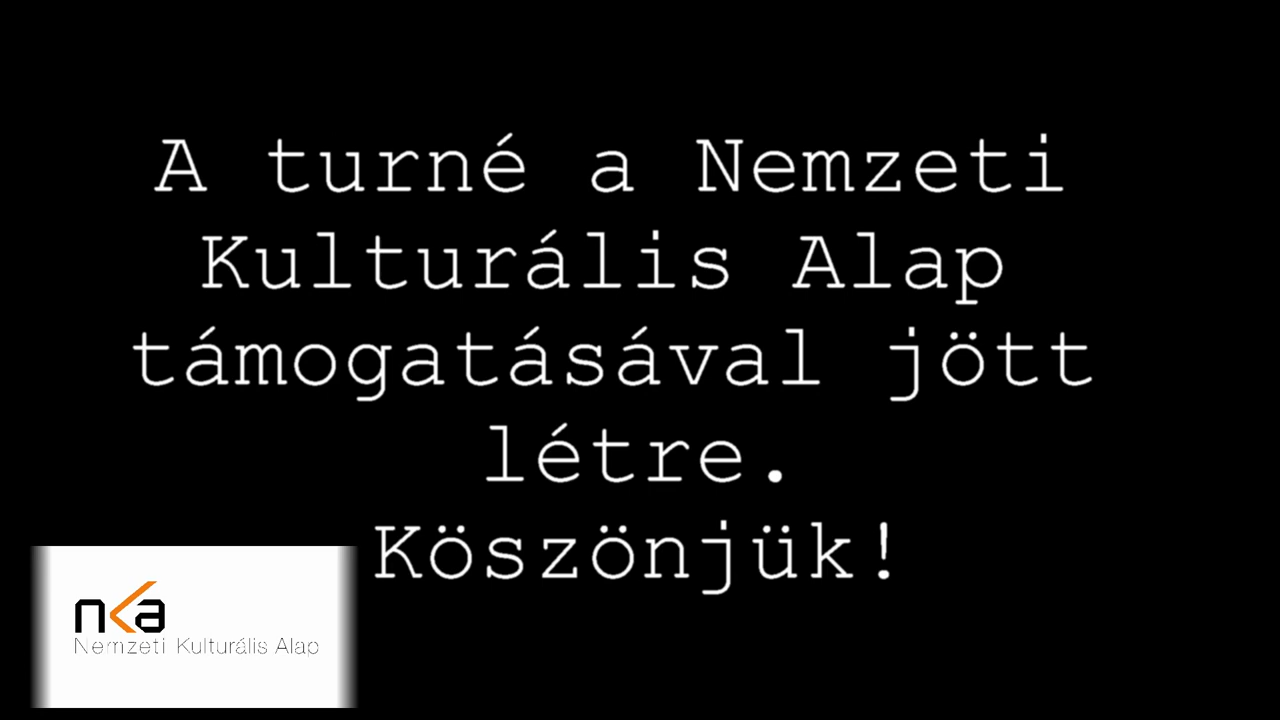 A turné a Nemzeti
Kulturális Alap
támogatásával jött
létre.
Köszönjük!
nka
Nemzeti Kulturális Alap